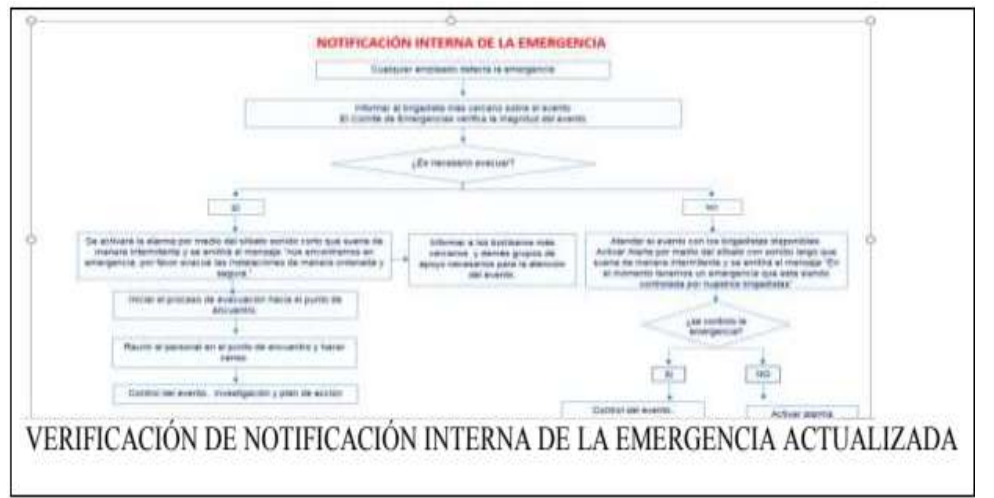 NOTIFICACIÓN INTERNA DE LA EMERGENCIA
Cualquier empleado detecta la emergencia
Informar al brigadista más cercano sobre el evento
El Comité de Emergencias verifica la magnitud del evento
¿Es necesario evacuar?
SI
NO
Se activará la alarma por medio del silbato sonido corto que suene de
manera intermitente y se emitirá el mensaje "nos encontramos en
emergencia, por favor evacue las instalaciones de manera ordenada y
segura."
Informar a los bomberos más
cercanos y demás grupos de
apoyo necesarios para la atención
del evento.
Atender el evento con los brigadistas disponibles
Activar Alerta por medio del silbato con sonido largo que
suene de manera intermitente y se emitirá el mensaje "En
el momento tenemos un emergencia que esta siendo
controlada por nuestros brigadistas"
Iniciar el proceso de evacuación hacia el punto de
encuentro.
¿se controlo la
emergencia?
Reunir al personal en el punto de encuentro y hacer
censo
SI
NO
Control del evento, investigación y plan de acción
Control del evento,
Activar alarma
VERIFICACIÓN DE NOTIFICACIÓN INTERNA DE LA EMERGENCIA ACTUALIZADA